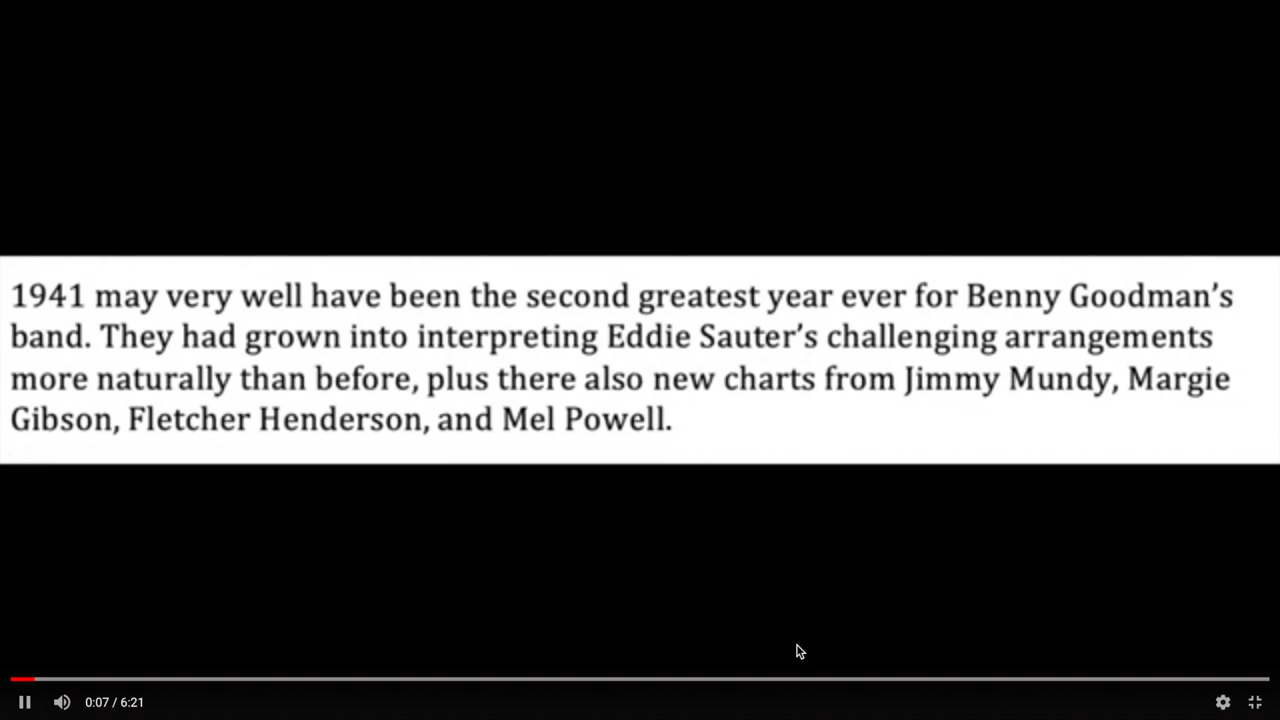 1941 may very well have been the second greatest year ever for Benny Goodman’s
band. They had grown into interpreting Eddie Sauter’s challenging arrangements
more naturally than before, plus there also new charts from Jimmy Mundy, Margie
Gibson, Fletcher Henderson, and Mel Powell.
0:07 / 6:21